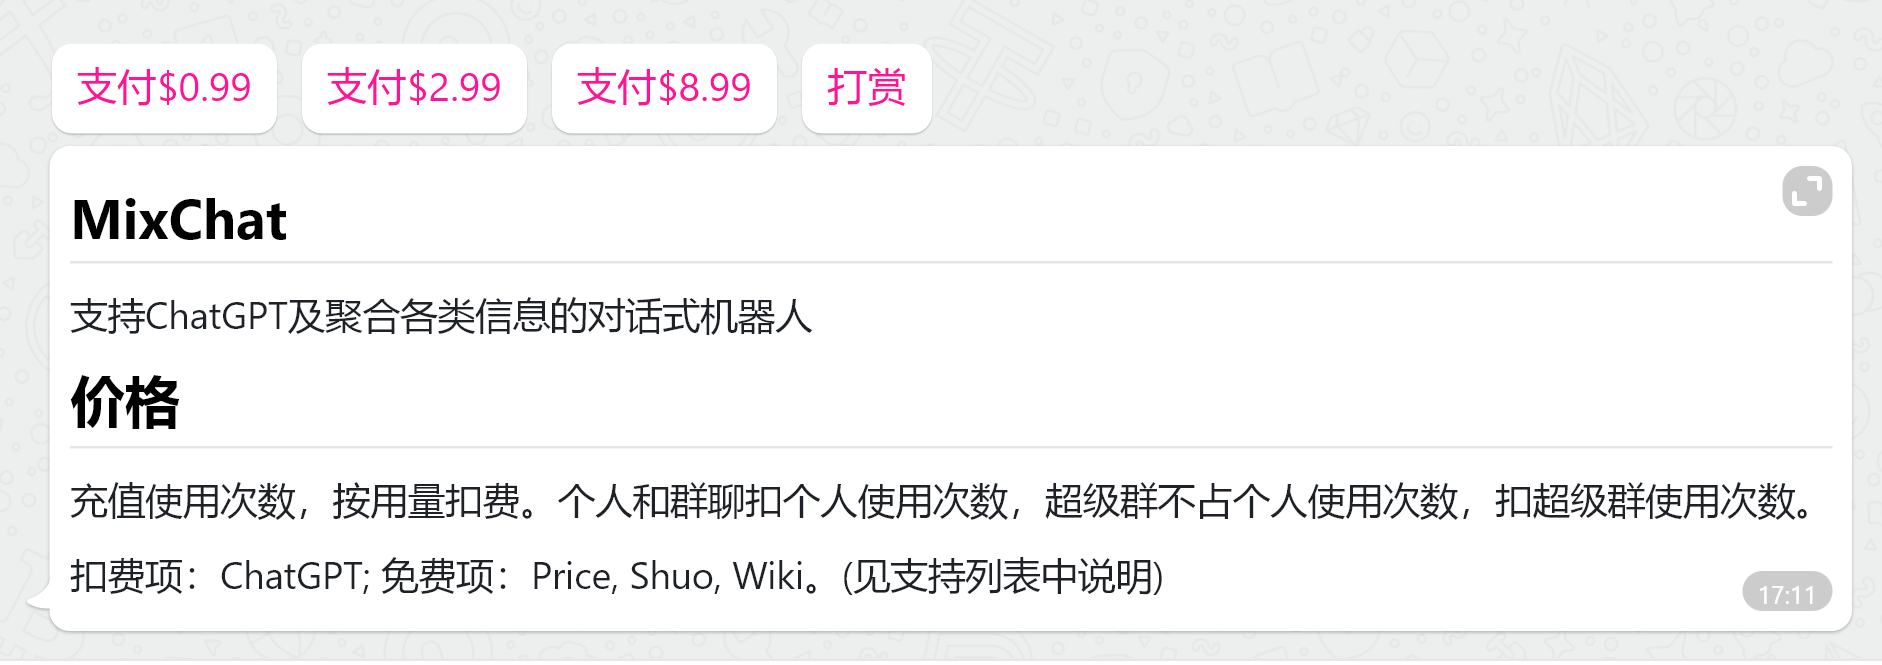 支付$0.99 支付$2.99 支付$8.99 打赏
MixChat
支持ChatGPT及聚合各类信息的对话式机器人
价格
充值使用次数，按用量扣费。个人和群聊扣个人使用次数，超级群不占个人使用次数，扣超级群使用次数。
扣费项：ChatGPT; 免费项：Price, Shuo, Wiki。(见支持列表中说明)
17:11